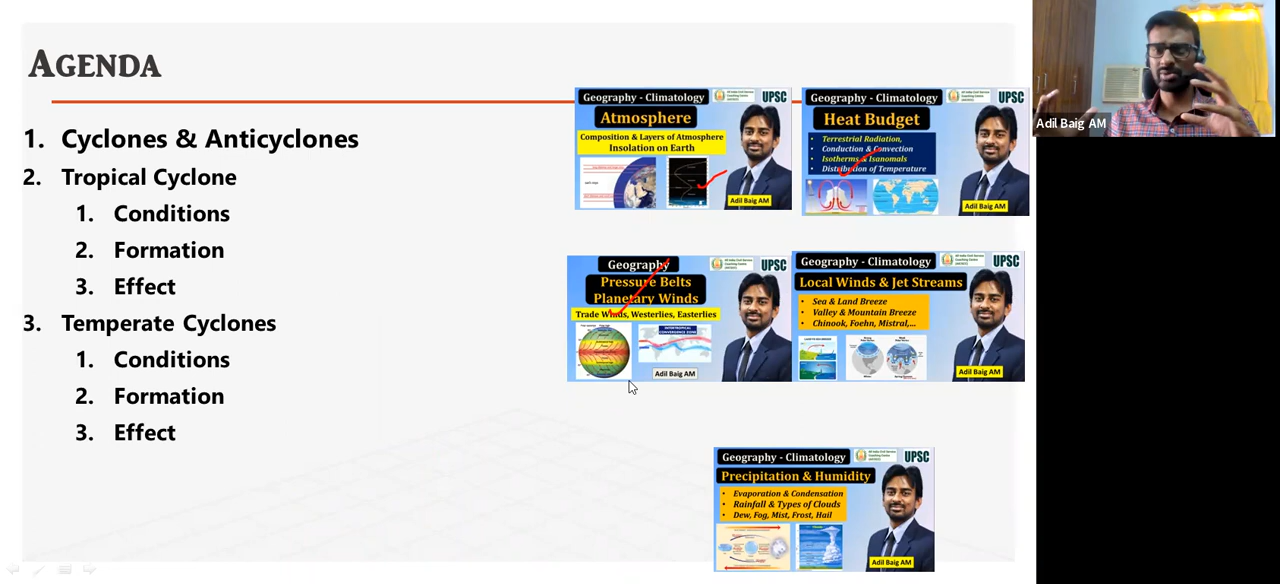 AGENDA
1. Cyclones & Anticyclones
2. Tropical Cyclone
1. Conditions
2. Formation
3. Effect
3. Temperate Cyclones
1. Conditions
2. Formation
3. Effect
Geography - Climatology
UPSC
Atmosphere
Composition & Layers of Atmosphere
Insolation on Earth
Adil Baig AM
Geography - Climatology
UPSC
Heat Budget
• Terrestrial Radiation,
• Conduction & Convection
• Isotherms & Isanomals
• Distribution of Temperature
Adil Baig AM
Geography
UPSC
Pressure Belts
Planetary Winds
Trade Winds, Westerlies, Easterlies
INTERTROPICAL
CONVERGENCE ZONE
Adil Baig AM
Geography - Climatology
UPSC
Local Winds & Jet Streams
• Sea & Land Breeze
• Valley & Mountain Breeze
• Chinook, Foehn, Mistral,...
Adil Baig AM
Geography - Climatology
UPSC
Precipitation & Humidity
• Evaporation & Condensation
• Rainfall & Types of Clouds
• Dew, Fog, Mist, Frost, Hail
Adil Baig AM
Adil Baig AM